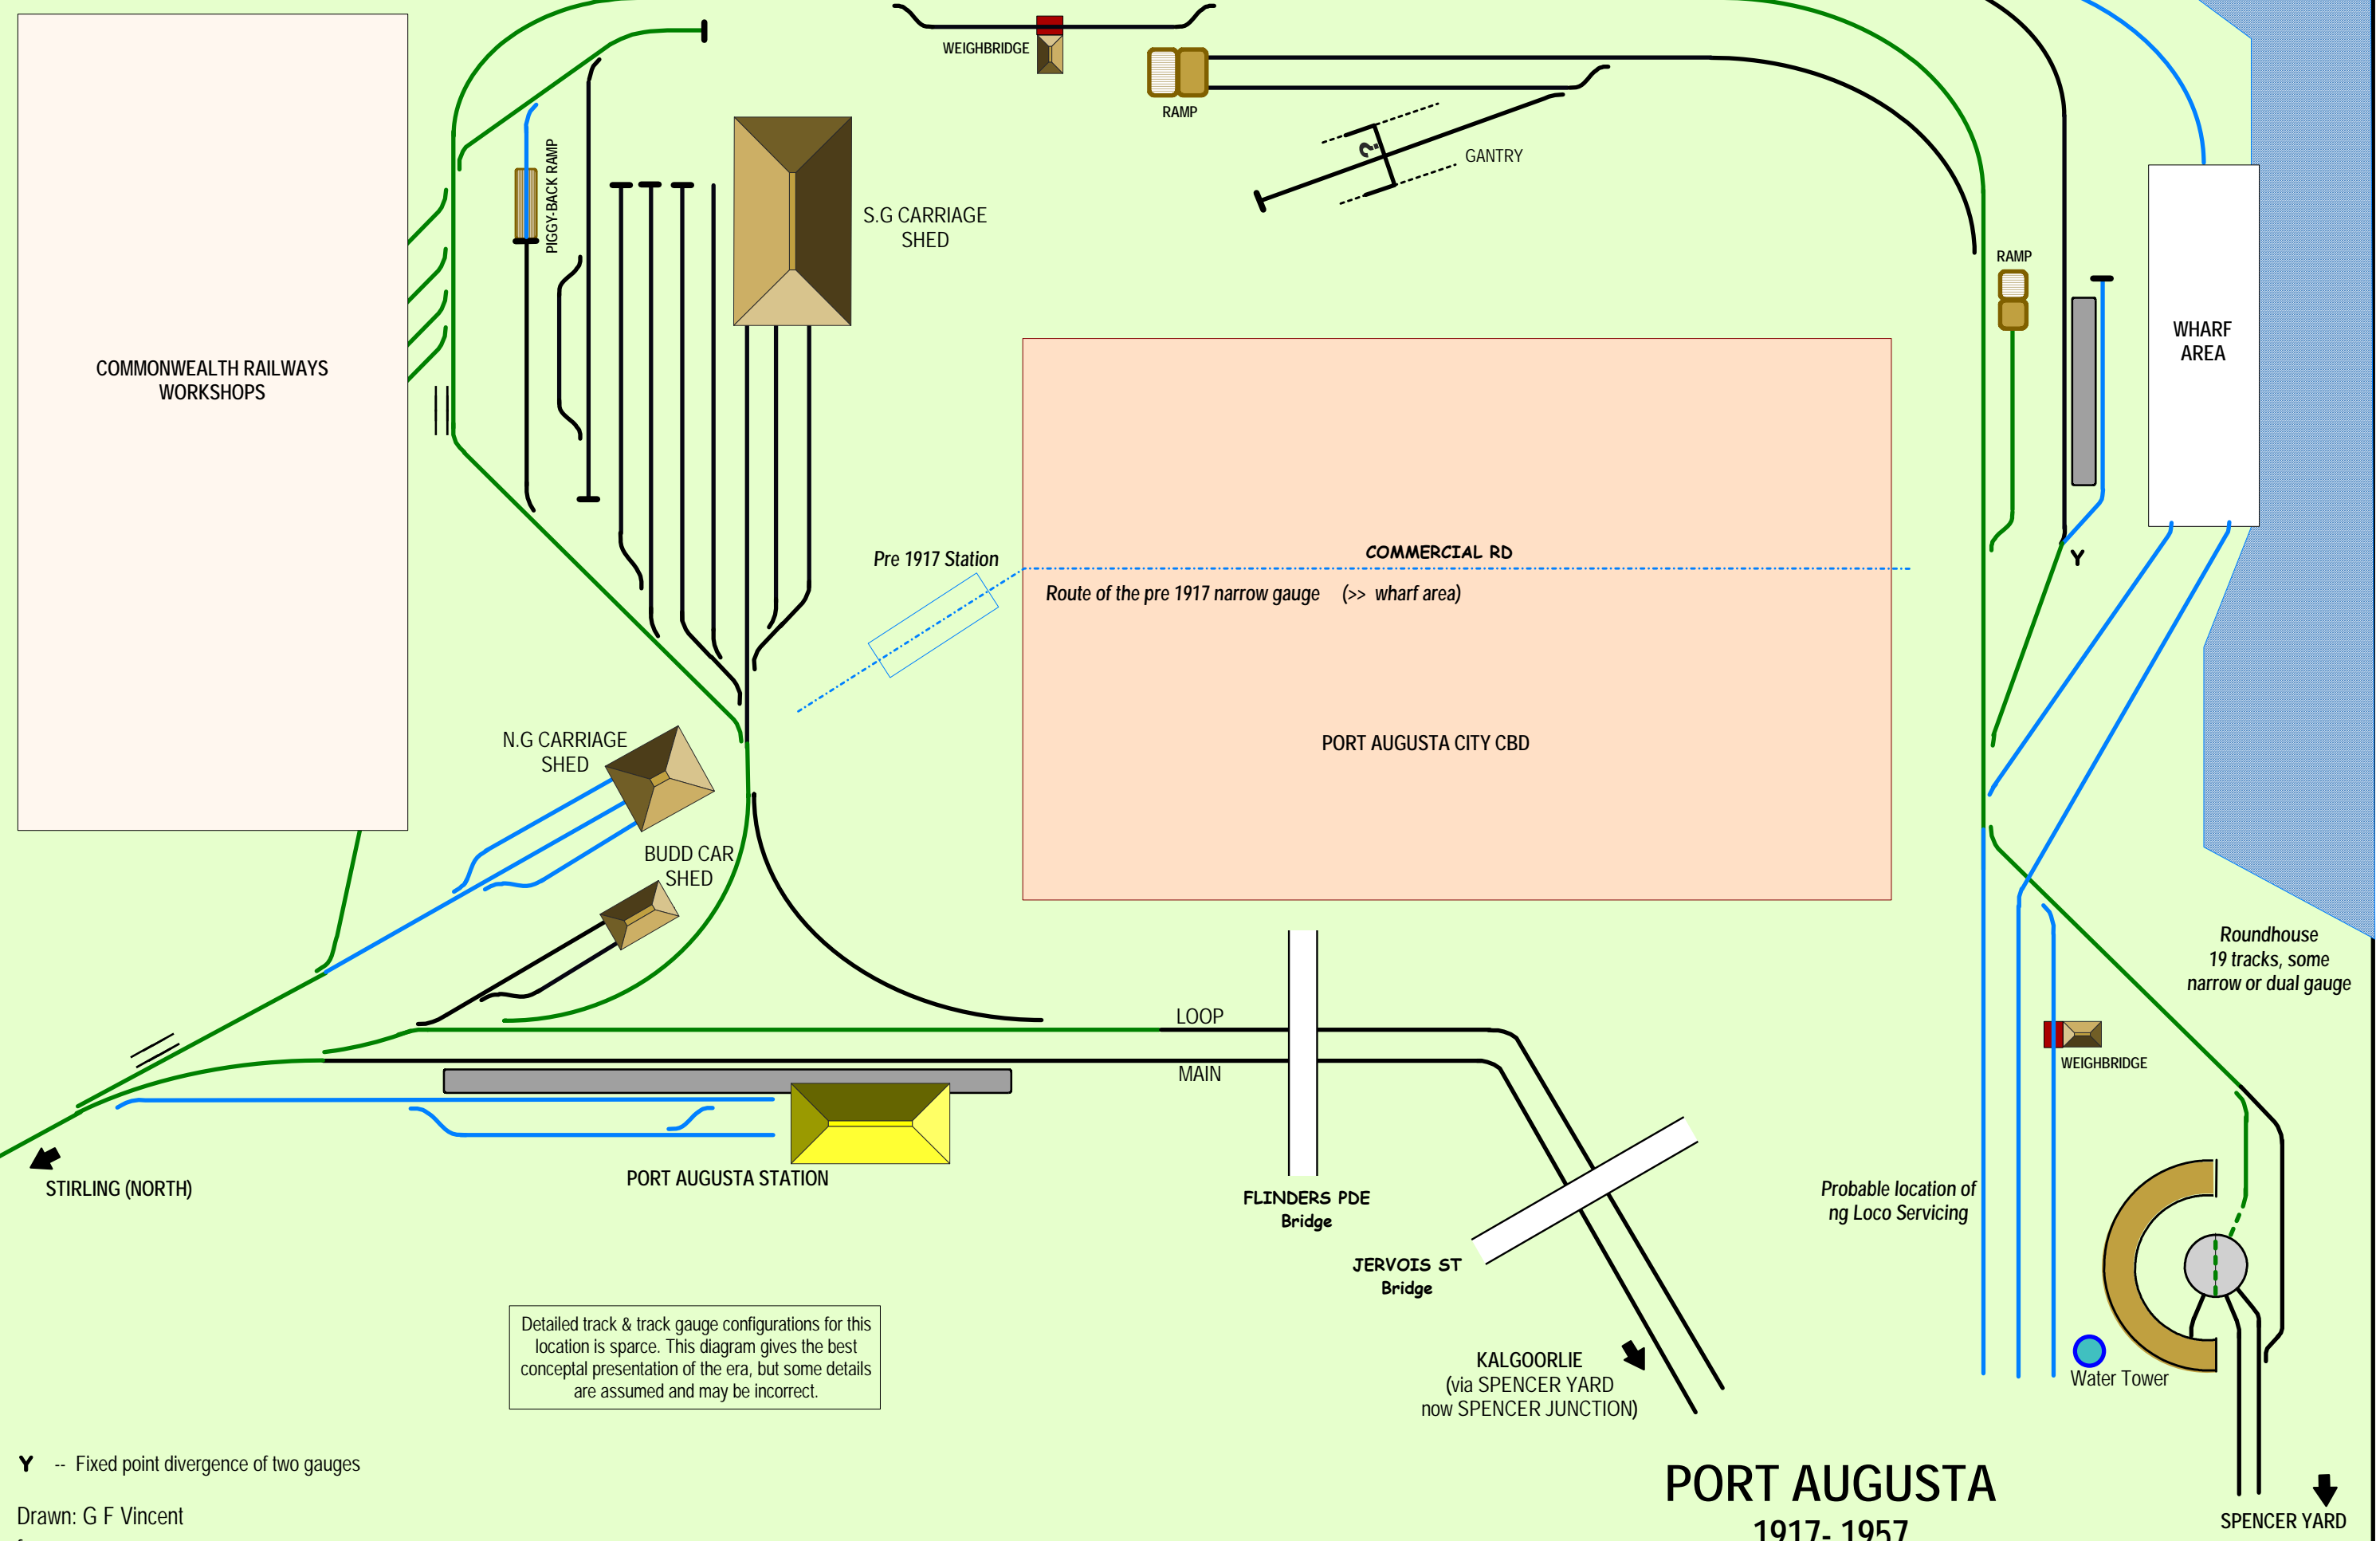 WEIGHBRIDGE
RAMP
?
GANTRY
PIGGY-BACK RAMP
S.G CARRIAGE
SHED
RAMP
WHARF
AREA
COMMONWEALTH RAILWAYS
WORKSHOPS
Pre 1917 Station
COMMERCIAL RD
Y
Route of the pre 1917 narrow gauge (>> wharf area)
N.G CARRIAGE
SHED
PORT AUGUSTA CITY CBD
BUDD CAR
SHED
Roundhouse
19 tracks, some
narrow or dual gauge
LOOP
MAIN
WEIGHBRIDGE
STIRLING (NORTH)
PORT AUGUSTA STATION
FLINDERS PDE
Bridge
Probable location of
ng Loco Servicing
JERVOIS ST
Bridge
Detailed track & track gauge configurations for this
location is sparce. This diagram gives the best
conceptal presentation of the era, but some details
are assumed and may be incorrect.
KALGOORLIE
(via SPENCER YARD
now SPENCER JUNCTION)
Water Tower
Y -- Fixed point divergence of two gauges
Drawn: G F Vincent
PORT AUGUSTA
1917- 1957
SPENCER YARD